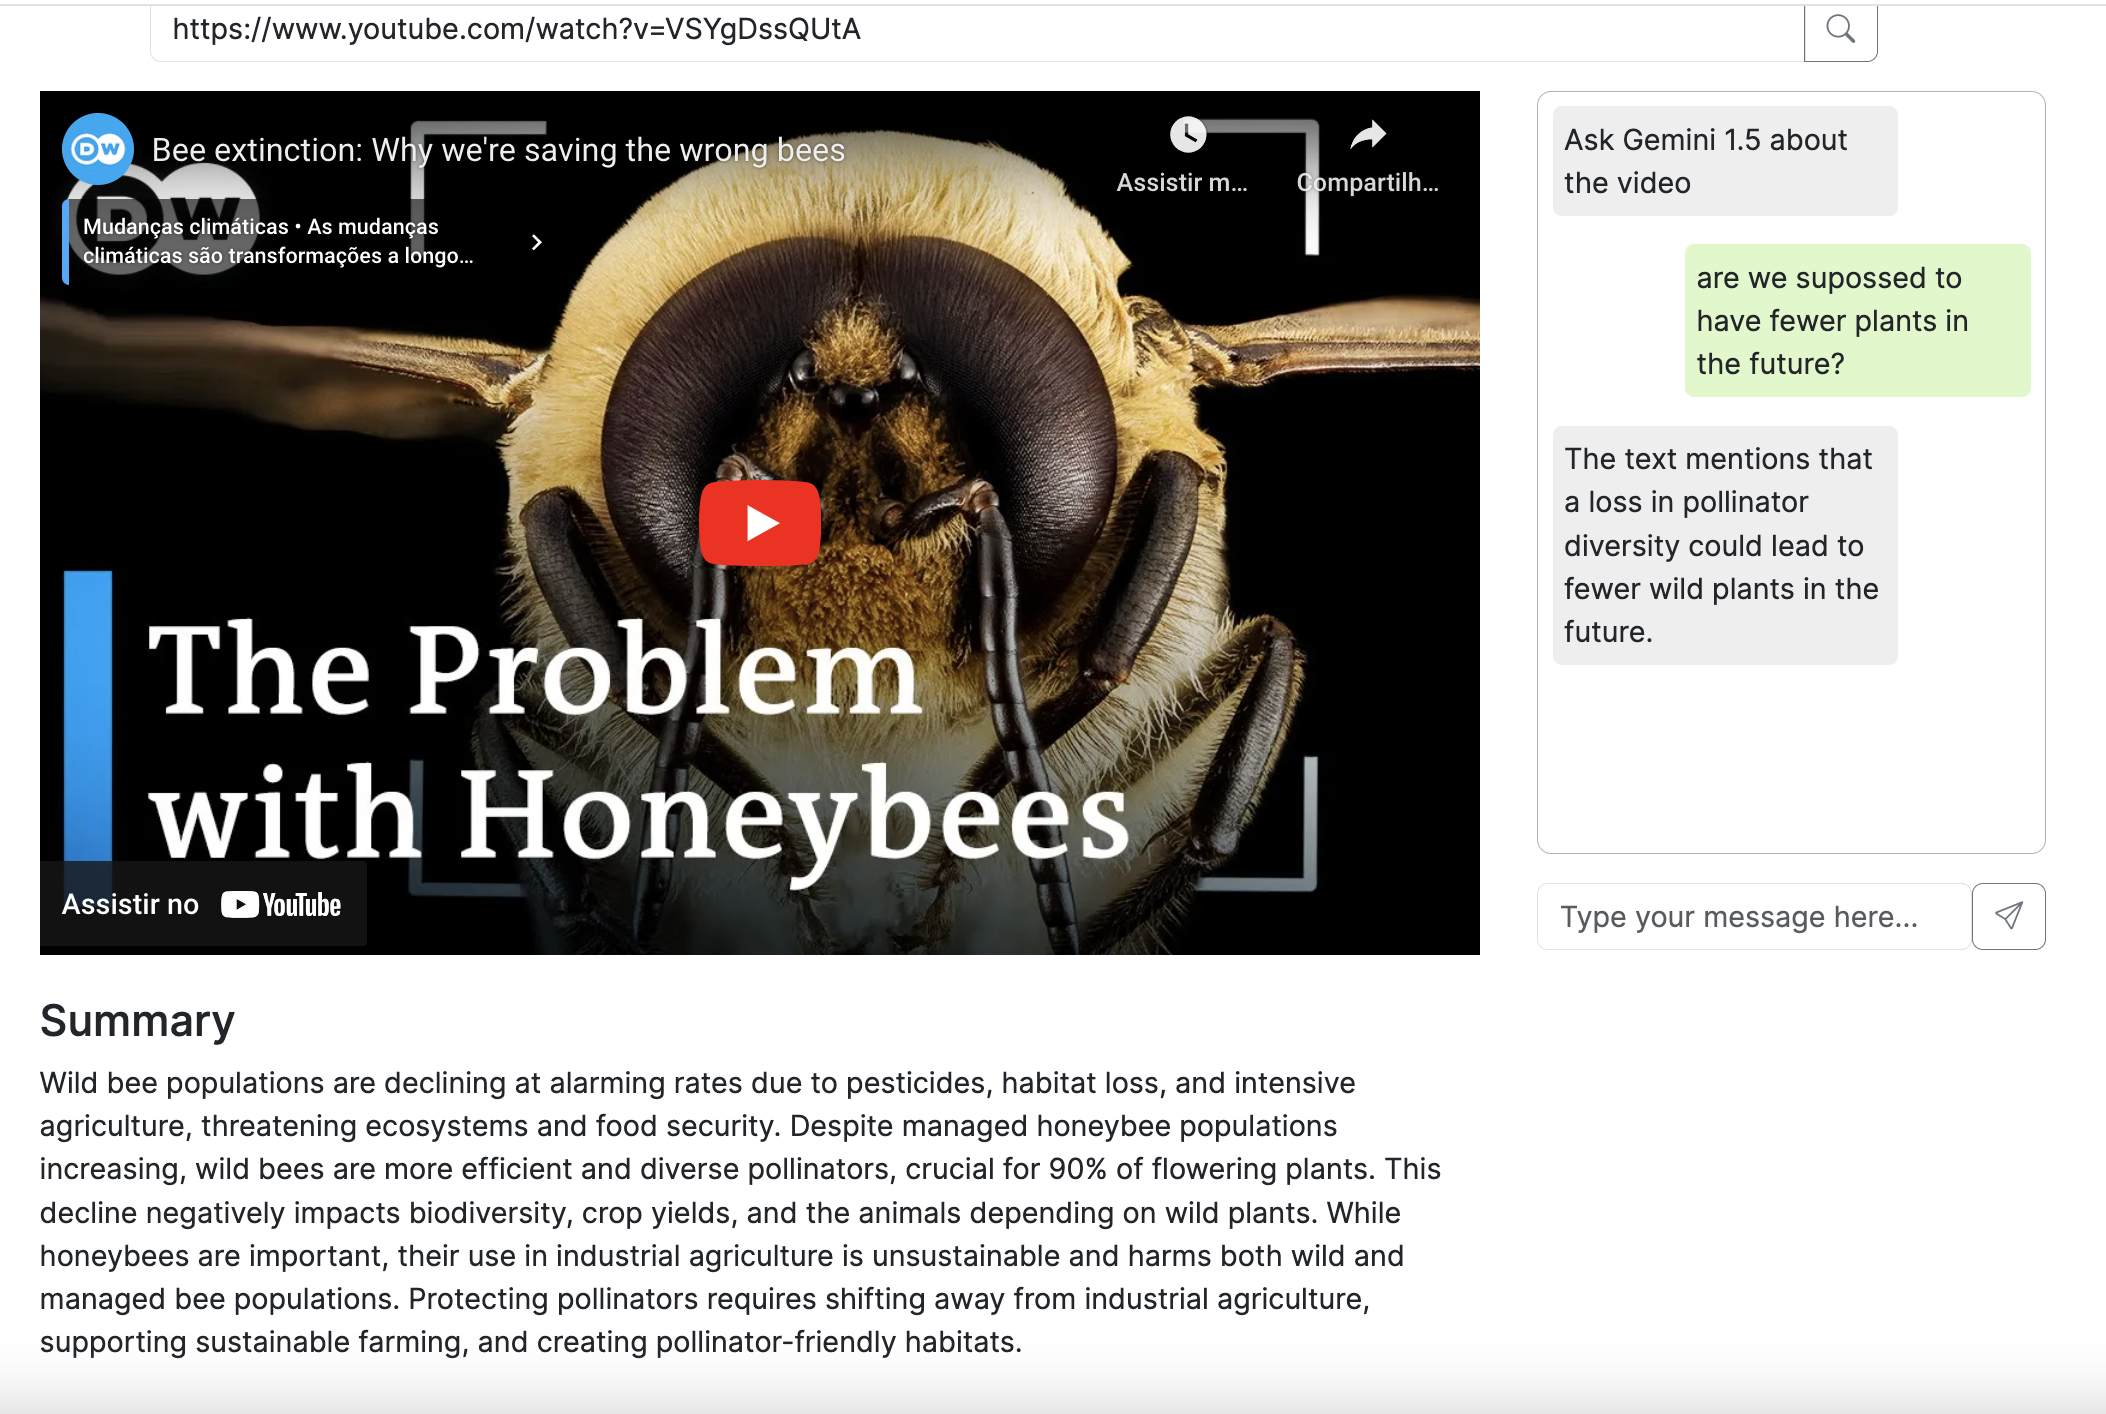 https://www.youtube.com/watch?v=VSYgDssQUtA
DW
Bee extinction: Why we're saving the wrong bees
Assistir m...
Compartilh...
DW
Mudanças climáticas • As mudanças
climáticas são transformações a longo...
The Problem
with Honeybees
Assistir no YouTube
Ask Gemini 1.5 about
the video
are we supossed to
have fewer plants in
the future?
The text mentions that
a loss in pollinator
diversity could lead to
fewer wild plants in the
future.
Type your message here...
Summary
Wild bee populations are declining at alarming rates due to pesticides, habitat loss, and intensive
agriculture, threatening ecosystems and food security. Despite managed honeybee populations
increasing, wild bees are more efficient and diverse pollinators, crucial for 90% of flowering plants. This
decline negatively impacts biodiversity, crop yields, and the animals depending on wild plants. While
honeybees are important, their use in industrial agriculture is unsustainable and harms both wild and
managed bee populations. Protecting pollinators requires shifting away from industrial agriculture,
supporting sustainable farming, and creating pollinator-friendly habitats.